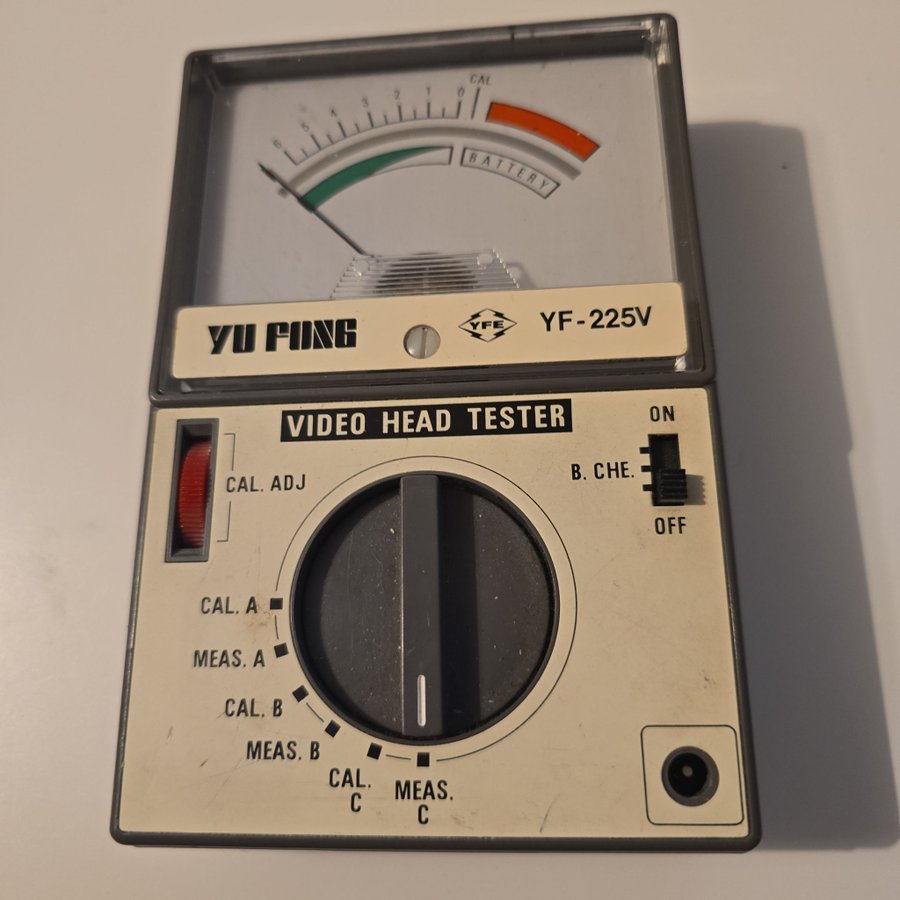 CAL
6 5 4 3 2 1 0
BATTERY
YU FUNG
YFE
YF-225V
VIDEO HEAD TESTER
ON
B. CHE.
OFF
CAL. ADJ
CAL. A
MEAS. A
CAL. B
MEAS. B
CAL.
C
MEAS.
C